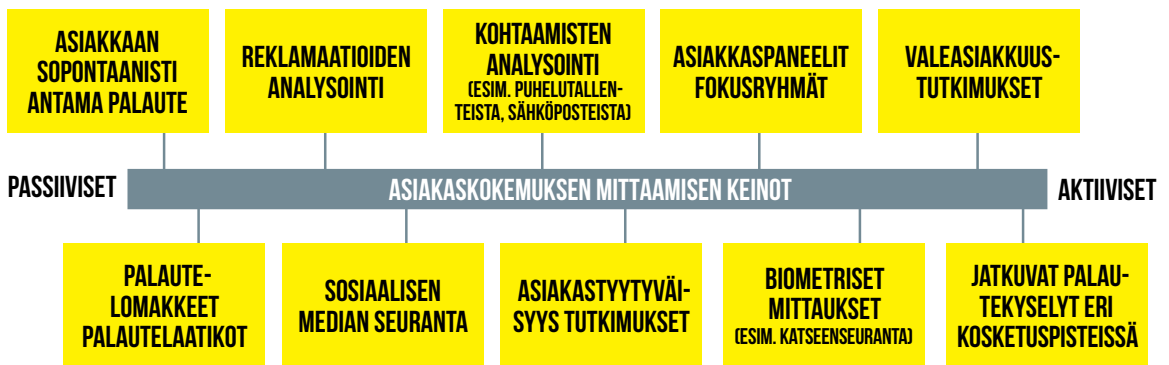 ASIAKKAAN
SOPONTAANISTI
ANTAMA PALAUTE
REKLAMAATIOIDEN
ANALYSOINTI
KOHTAAMISTEN
ANALYSOINTI
(ESIM. PUHELUTALLEN-
TEISTA, SÄHKÖPOSTEISTA)
ASIAKKASPANEELIT
FOKUSRYHMÄT
VALEASIAKKUUS-
TUTKIMUKSET
PASSIIVISET
ASIAKASKOKEMUKSEN MITTAAMISEN KEINOT
AKTIIVISET
PALAUTE-
LOMAKKEET
PALAUTELAATIKOT
SOSIAALISEN
MEDIAN SEURANTA
ASIAKASTYYTYVÄI-
SYYS TUTKIMUKSET
BIOMETRISET
MITTAUKSET
(ESIM. KATSEENSEURANTA)
JATKUVAT PALAU-
TEKYSELYT ERI
KOSKETUSPISTEISSÄ